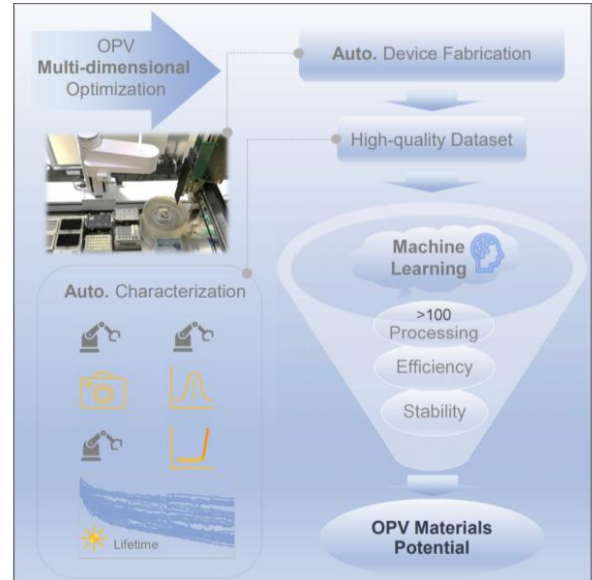 OPV
Multi-dimensional
Optimization
Auto. Device Fabrication
High-quality Dataset
Machine
Learning
>100
Processing
Efficiency
Stability
OPV Materials
Potential
Auto. Characterization
Lifetime